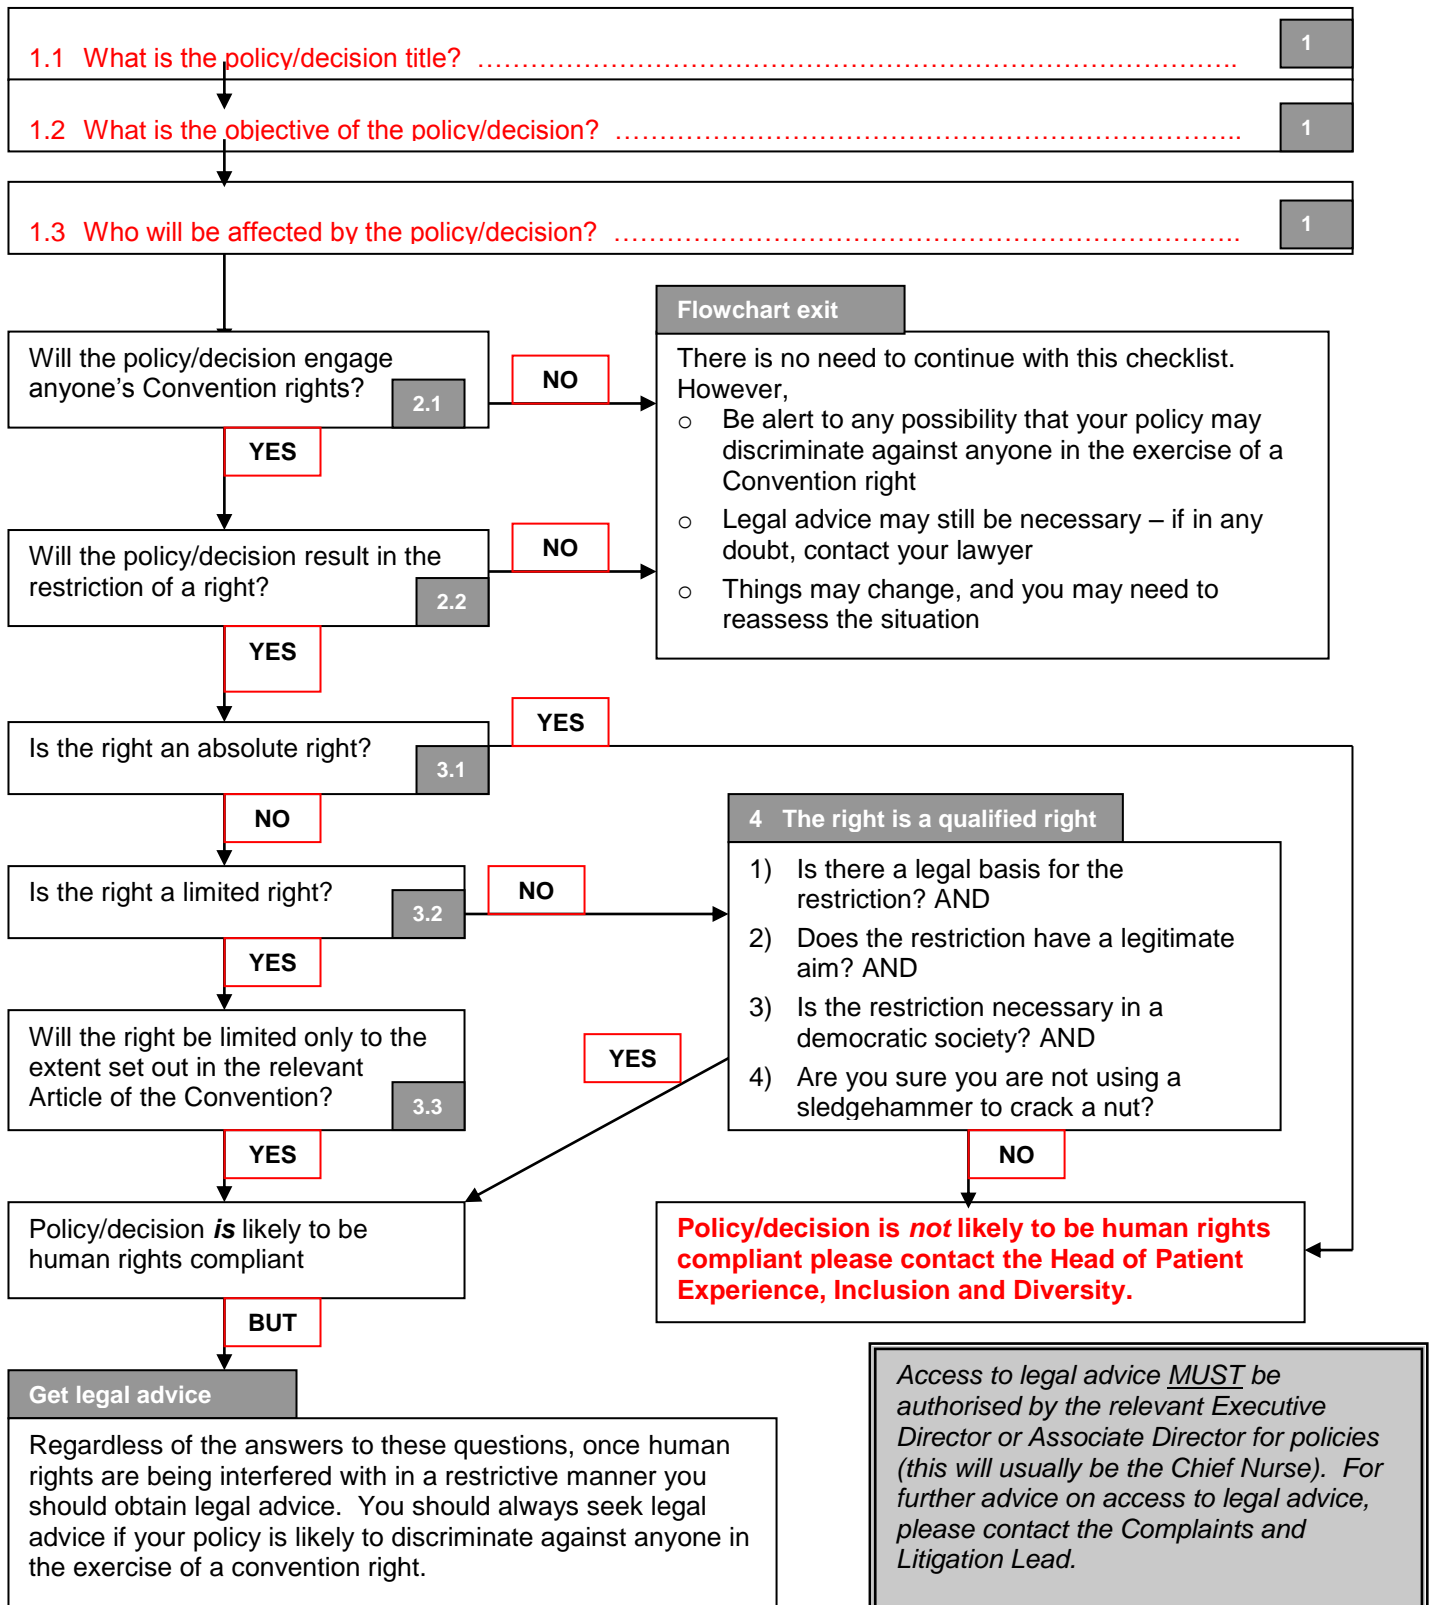 1.1 What is the policy/decision title? …………………………………………………………………………..
1
1.2 What is the objective of the policy/decision? ……………………………………………………………..
1
1.3 Who will be affected by the policy/decision? ……………………………………………………………..
1
Will the policy/decision engage
anyone’s Convention rights?
2.1
NO
YES
Flowchart exit
There is no need to continue with this checklist.
However,
o Be alert to any possibility that your policy may
discriminate against anyone in the exercise of a
Convention right
o Legal advice may still be necessary – if in any
doubt, contact your lawyer
o Things may change, and you may need to
reassess the situation
Will the policy/decision result in the
restriction of a right?
2.2
NO
YES
Is the right an absolute right?
3.1
YES
NO
Is the right a limited right?
3.2
NO
YES
4 The right is a qualified right
1) Is there a legal basis for the
restriction? AND
2) Does the restriction have a legitimate
aim? AND
3) Is the restriction necessary in a
democratic society? AND
4) Are you sure you are not using a
sledgehammer to crack a nut?
YES
NO
Will the right be limited only to the
extent set out in the relevant
Article of the Convention?
3.3
YES
Policy/decision is likely to be
human rights compliant
Policy/decision is not likely to be human rights
compliant please contact the Head of Patient
Experience, Inclusion and Diversity.
BUT
Get legal advice
Regardless of the answers to these questions, once human
rights are being interfered with in a restrictive manner you
should obtain legal advice. You should always seek legal
advice if your policy is likely to discriminate against anyone in
the exercise of a convention right.
Access to legal advice MUST be
authorised by the relevant Executive
Director or Associate Director for policies
(this will usually be the Chief Nurse). For
further advice on access to legal advice,
please contact the Complaints and
Litigation Lead.